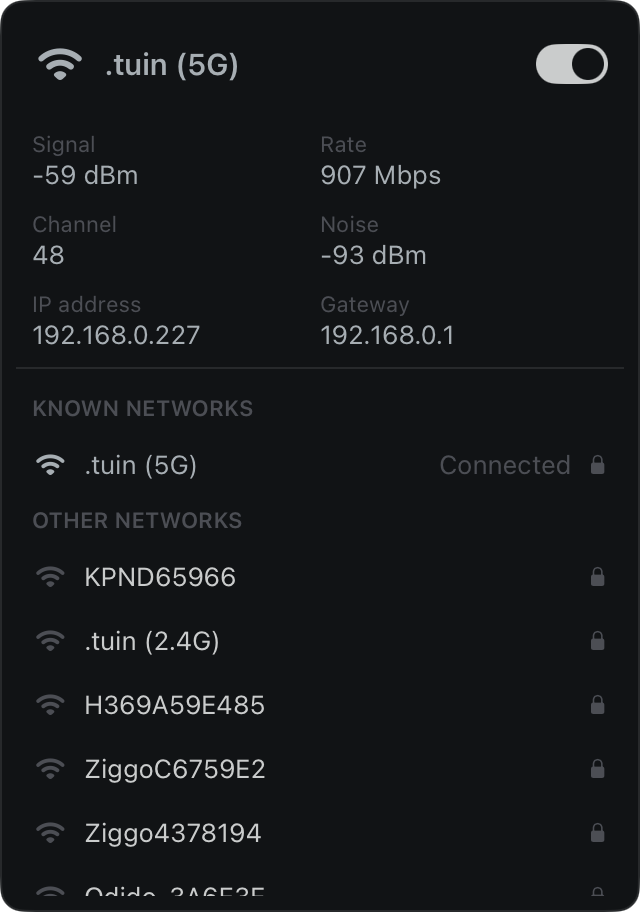 .tuin (5G)
Signal
-59 dBm
Rate
907 Mbps
Channel
48
Noise
-93 dBm
IP address
192.168.0.227
Gateway
192.168.0.1
KNOWN NETWORKS
.tuin (5G) Connected
OTHER NETWORKS
KPND65966
.tuin (2.4G)
H369A59E485
ZiggoC6759E2
Ziggo4378194